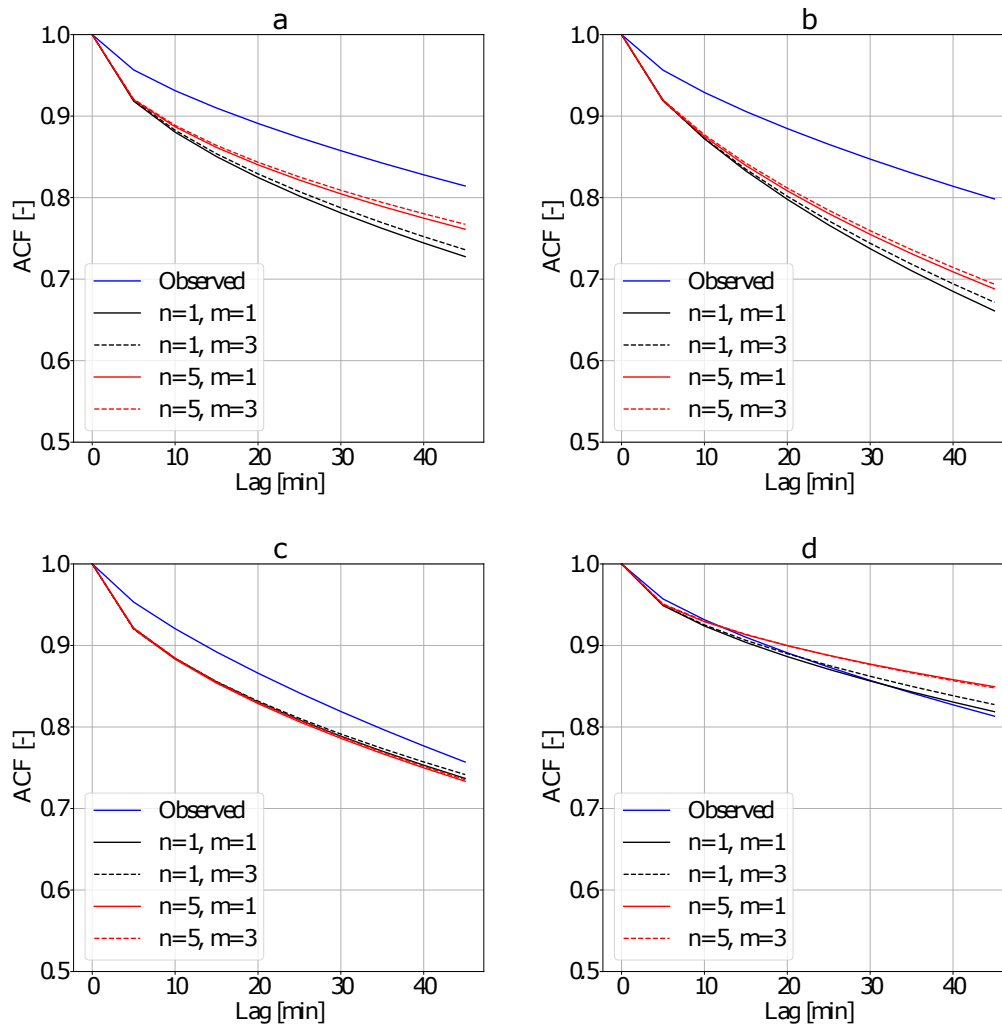 a
1.0
0.9
0.8
0.7
0.6
0.5
ACF [-]
Observed
n=1, m=1
n=1, m=3
n=5, m=1
n=5, m=3
0 10 20 30 40
Lag [min]
b
1.0
0.9
0.8
0.7
0.6
0.5
ACF [-]
Observed
n=1, m=1
n=1, m=3
n=5, m=1
n=5, m=3
0 10 20 30 40
Lag [min]
c
1.0
0.9
0.8
0.7
0.6
0.5
ACF [-]
Observed
n=1, m=1
n=1, m=3
n=5, m=1
n=5, m=3
0 10 20 30 40
Lag [min]
d
1.0
0.9
0.8
0.7
0.6
0.5
ACF [-]
Observed
n=1, m=1
n=1, m=3
n=5, m=1
n=5, m=3
0 10 20 30 40
Lag [min]